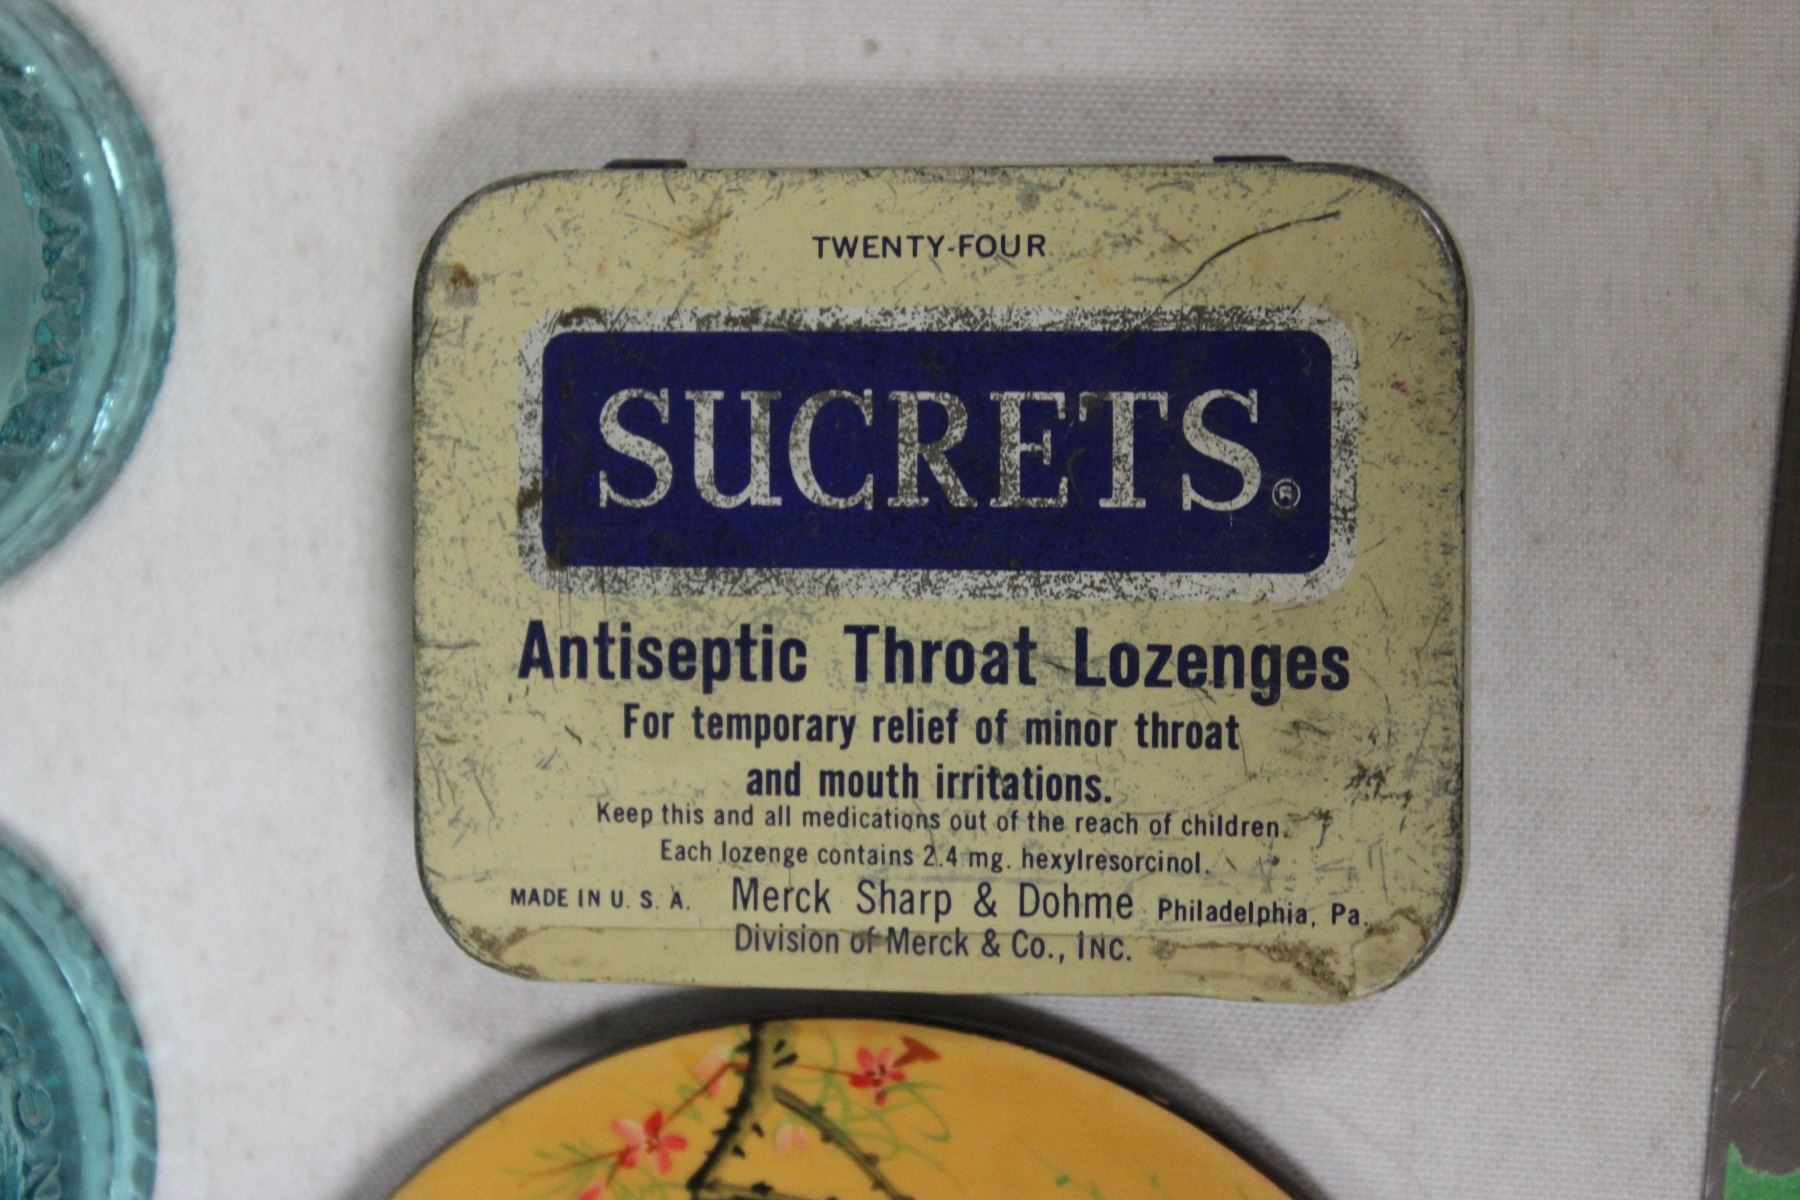 TWENTY-FOUR
SUCRETS®
Antiseptic Throat Lozenges
For temporary relief of minor throat
and mouth irritations.
Keep this and all medications out of the reach of children.
Each lozenge contains 2.4 mg. hexylresorcinol.
MADE IN U. S. A. Merck Sharp & Dohme Philadelphia, Pa.
Division of Merck & Co., INC.